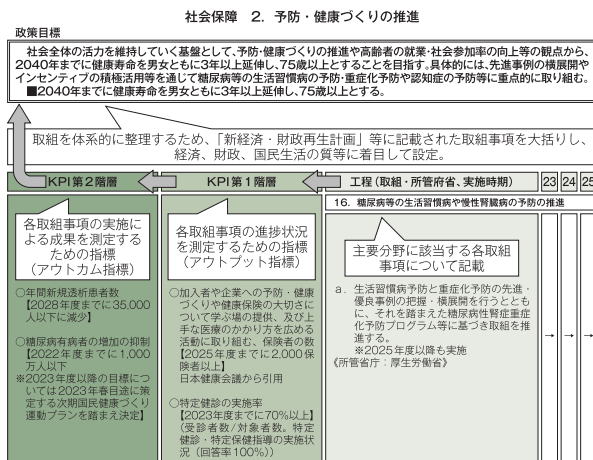 社会保障　２．予防・健康づくりの推進
政策目標
社会全体の活力を維持していく基盤として、予防・健康づくりの推進や高齢者の就業・社会参加率の向上等の観点から、
2040年までに健康寿命を男女ともに3年以上延伸し、75歳以上とすることを目指す。具体的には、先進事例の横展開や
インセンティブの積極活用等を通じて糖尿病等の生活習慣病の予防・重症化予防や認知症の予防等に重点的に取り組む。
■2040年までに健康寿命を男女ともに3年以上延伸し、75歳以上とする。
取組を体系的に整理するため、「新経済・財政再生計画」等に記載された取組事項を大括りし、
経済、財政、国民生活の質等に着目して設定。
KPI第2階層
KPI第1階層
工程（取組・所管府省、実施時期）
23
24
25
各取組事項の実施に
よる成果を測定する
ための指標
（アウトカム指標）
○年間新規透析患者数
【2028年度までに35,000
人以下に減少】
○糖尿病有病者の増加の抑制
【2022年度までに1,000
万人以下
※2023年度以降の目標につ
いては2023年春目途に策
定する次期国民健康づくり
運動プランを踏まえ決定】
各取組事項の進捗状況
を測定するための指標
（アウトプット指標）
○加入者や企業への予防・健康
づくりや健康保険の大切さに
ついて学ぶ場の提供、及び上
手な医療のかかり方を広める
活動に取り組む、保険者の数
【2025年度までに2,000保険
者以上】
日本健康会議から引用
○特定健診の実施率
【2023年度までに70％以上】
（受診者数/対象者数。特定
健診・特定保健指導の実施状
況（回答率100％））
16．糖尿病等の生活習慣病や慢性腎臓病の予防の推進
主要分野に該当する各取組
事項について記載
a．生活習慣病予防と重症化予防の先進・
優良事例の把握・横展開を行うととも
に、それを踏まえた糖尿病性腎症重症
化予防プログラム等に基づき取組を推
進する。
※2025年度以降も実施
《所管省庁：厚生労働省》
→
→
→